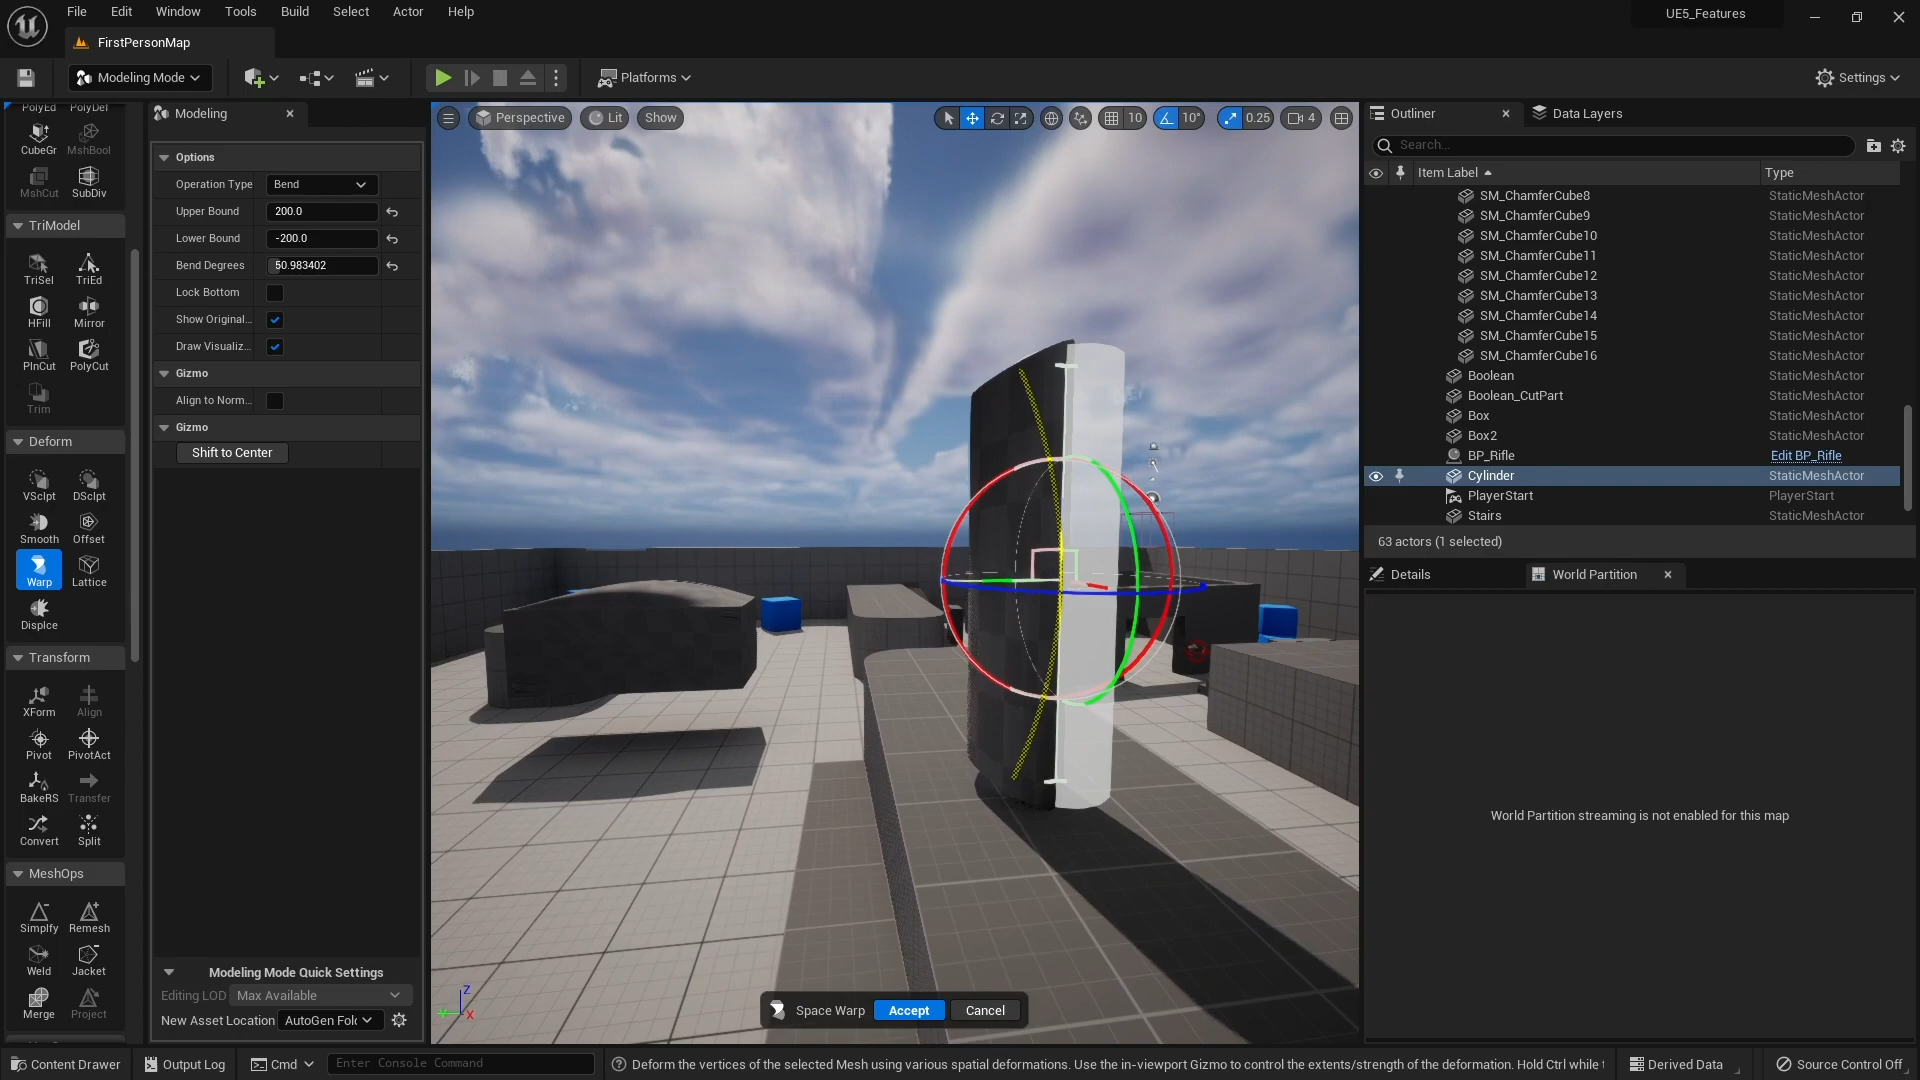 File Edit Window Tools Build Select Actor Help
UE5_Features
FirstPersonMap
Modeling Mode
Platforms
Settings
PolyEd PolyDef
CubeGr MshBool
MshCut SubDiv
TriModel
TriSel TriEd
HFill Mirror
PlnCut PolyCut
Trim
Deform
VSclpt DSclpt
Smooth Offset
Warp Lattice
Displce
Transform
XForm Align
Pivot PivotAct
BakeRS Transfer
Convert Split
MeshOps
Simplfy Remesh
Weld Jacket
Merge Project
Modeling
Options
Operation Type Bend
Upper Bound 200.0
Lower Bound -200.0
Bend Degrees 50.983402
Lock Bottom
Show Original...
Draw Visualiz...
Gizmo
Align to Norm...
Gizmo
Shift to Center
Modeling Mode Quick Settings
Editing LOD Max Available
New Asset Location AutoGen Fold
Perspective Lit Show
10 10° 0.25 4
Z
X
Space Warp Accept Cancel
Outliner
Data Layers
Search...
Item Label Type
SM_ChamferCube8 StaticMeshActor
SM_ChamferCube9 StaticMeshActor
SM_ChamferCube10 StaticMeshActor
SM_ChamferCube11 StaticMeshActor
SM_ChamferCube12 StaticMeshActor
SM_ChamferCube13 StaticMeshActor
SM_ChamferCube14 StaticMeshActor
SM_ChamferCube15 StaticMeshActor
SM_ChamferCube16 StaticMeshActor
Boolean StaticMeshActor
Boolean_CutPart StaticMeshActor
Box StaticMeshActor
Box2 StaticMeshActor
BP_Rifle Edit BP_Rifle
Cylinder StaticMeshActor
PlayerStart PlayerStart
Stairs StaticMeshActor
63 actors (1 selected)
Details
World Partition
World Partition streaming is not enabled for this map
Content Drawer
Output Log
Cmd
Enter Console Command
Deform the vertices of the selected Mesh using various spatial deformations. Use the in-viewport Gizmo to control the extents/strength of the deformation. Hold Ctrl while
Derived Data
Source Control Off